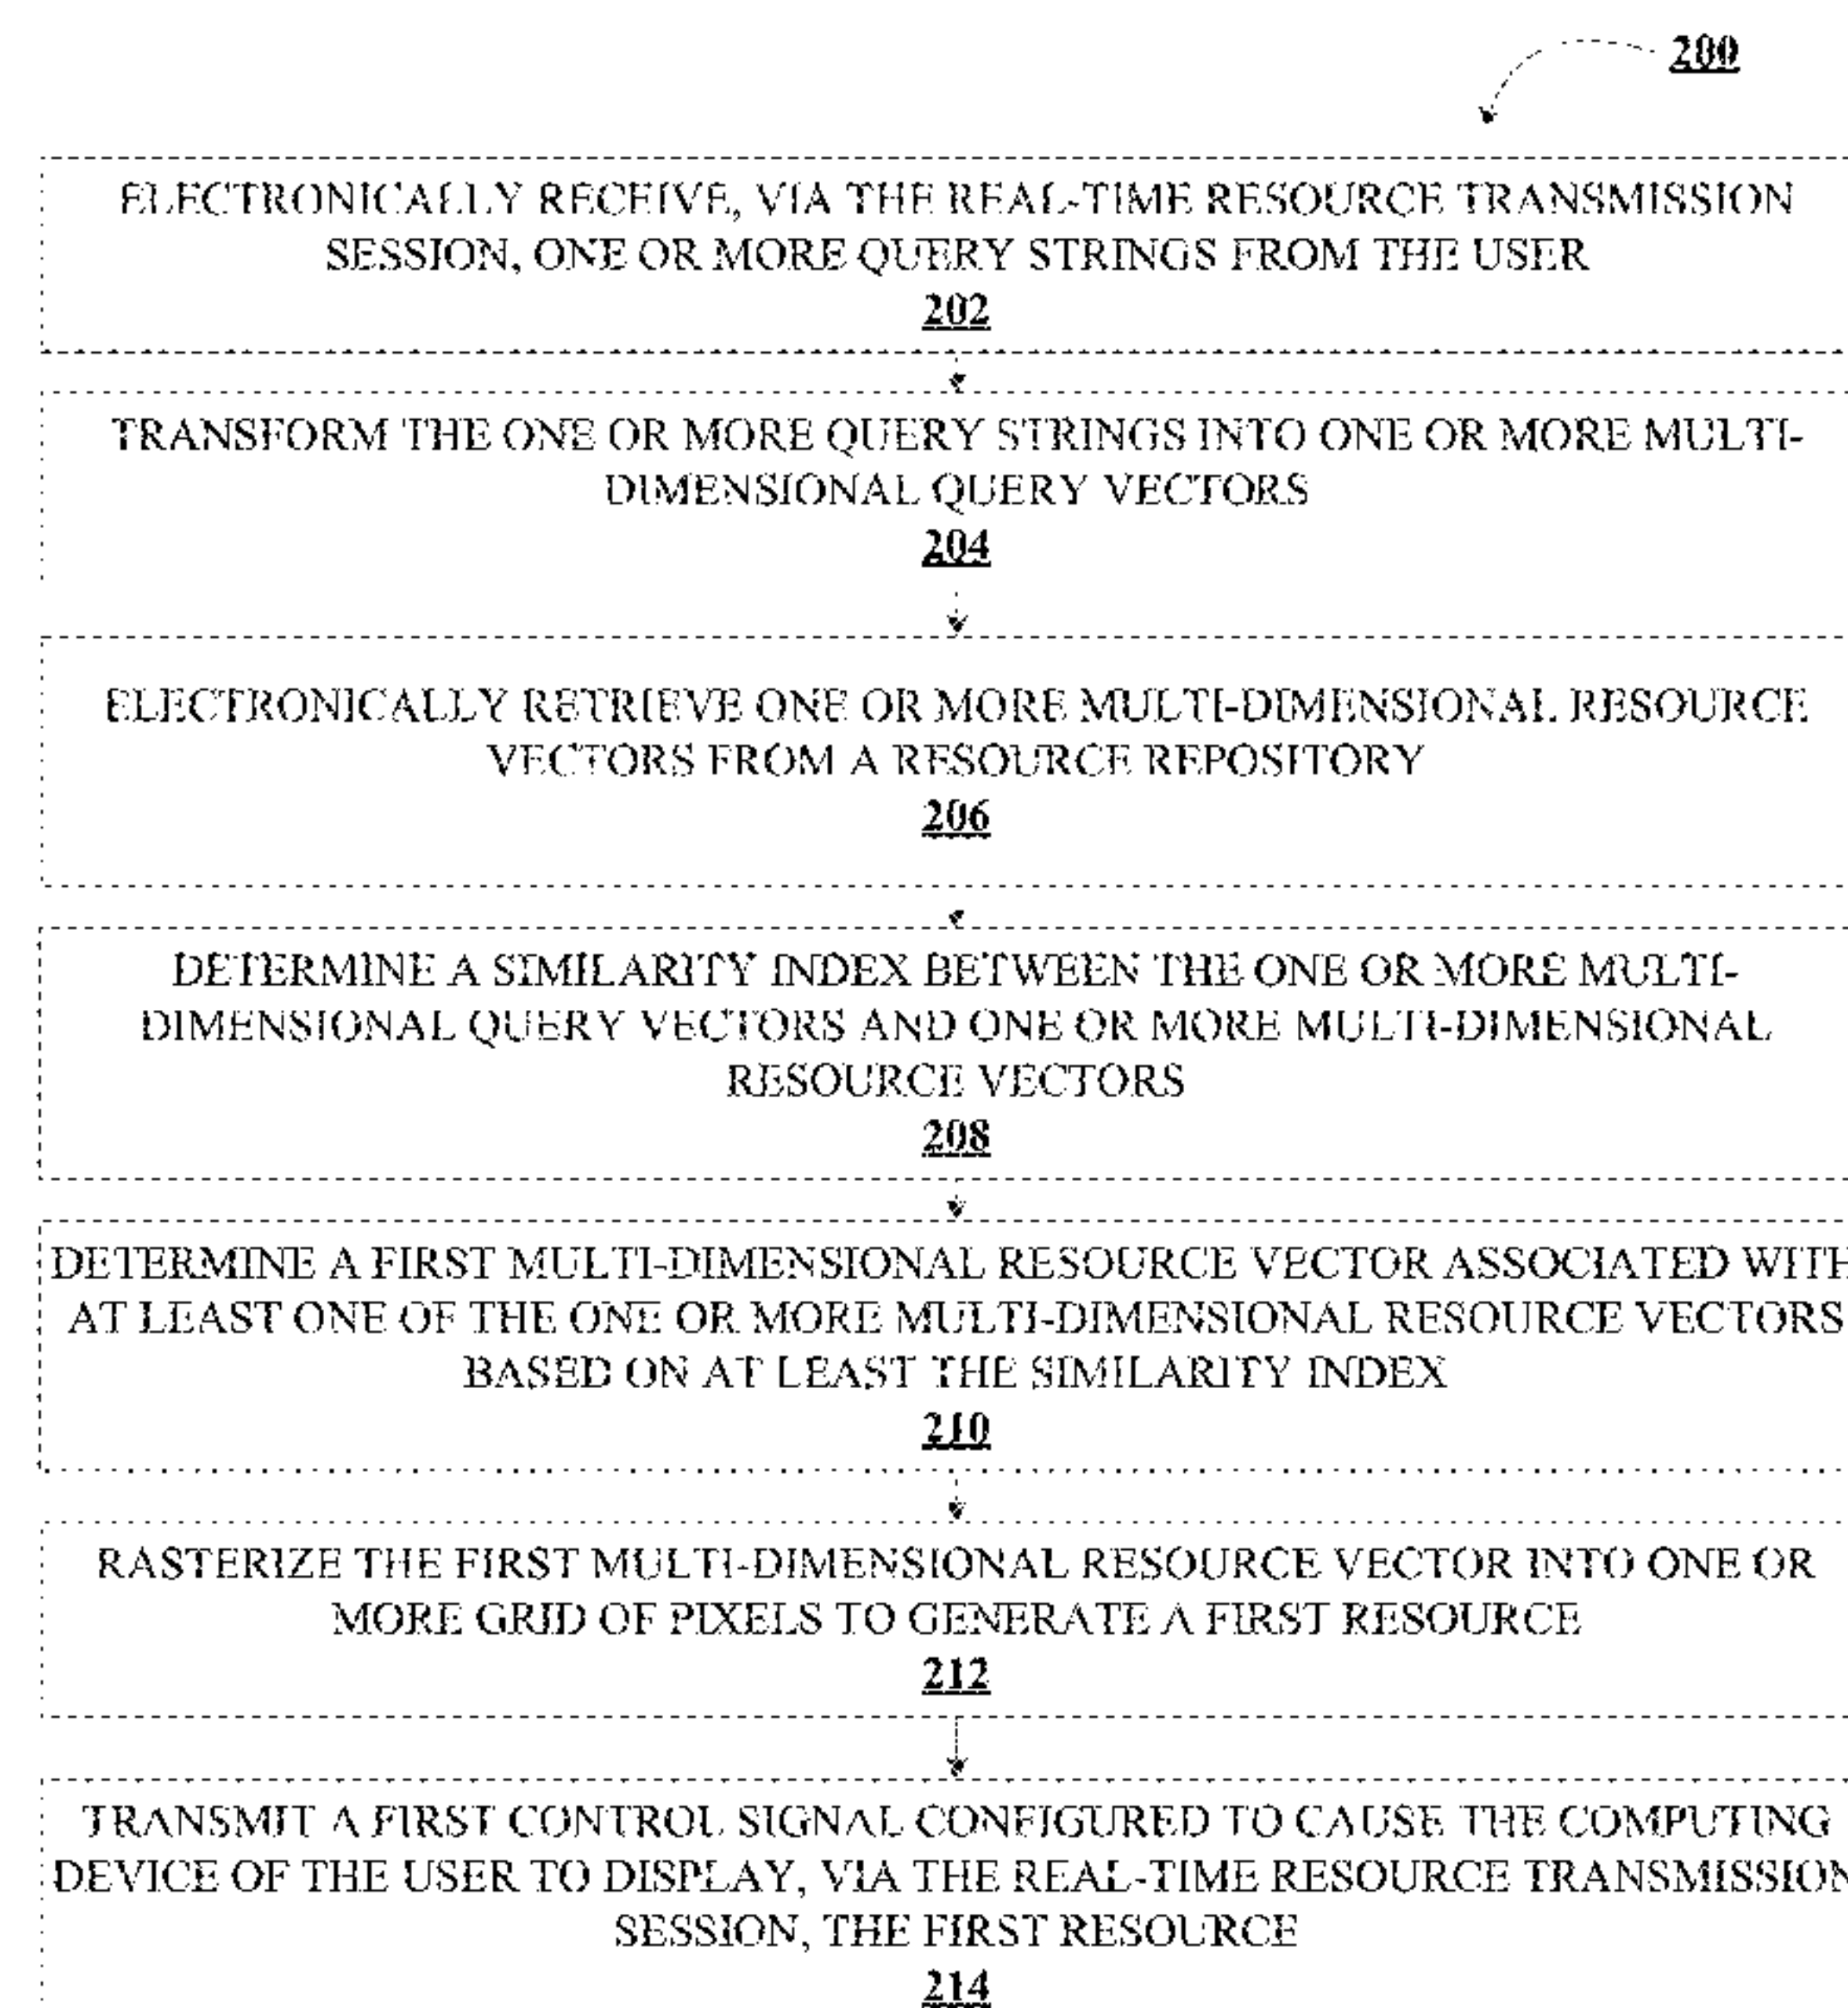 200
ELECTRONICALLY RECEIVE, VIA THE REAL-TIME RESOURCE TRANSMISSION
SESSION, ONE OR MORE QUERY STRINGS FROM THE USER
202
TRANSFORM THE ONE OR MORE QUERY STRINGS INTO ONE OR MORE MULTI-
DIMENSIONAL QUERY VECTORS
204
ELECTRONICALLY RETRIEVE ONE OR MORE MULTI-DIMENSIONAL RESOURCE
VECTORS FROM A RESOURCE REPOSITORY
206
DETERMINE A SIMILARITY INDEX BETWEEN THE ONE OR MORE MULTI-
DIMENSIONAL QUERY VECTORS AND ONE OR MORE MULTI-DIMENSIONAL
RESOURCE VECTORS
208
DETERMINE A FIRST MULTI-DIMENSIONAL RESOURCE VECTOR ASSOCIATED WITH
AT LEAST ONE OF THE ONE OR MORE MULTI-DIMENSIONAL RESOURCE VECTORS
BASED ON AT LEAST THE SIMILARITY INDEX
210
RASTERIZE THE FIRST MULTI-DIMENSIONAL RESOURCE VECTOR INTO ONE OR
MORE GRID OF PIXELS TO GENERATE A FIRST RESOURCE
212
TRANSMIT A FIRST CONTROL SIGNAL CONFIGURED TO CAUSE THE COMPUTING
DEVICE OF THE USER TO DISPLAY, VIA THE REAL-TIME RESOURCE TRANSMISSION
SESSION, THE FIRST RESOURCE
214